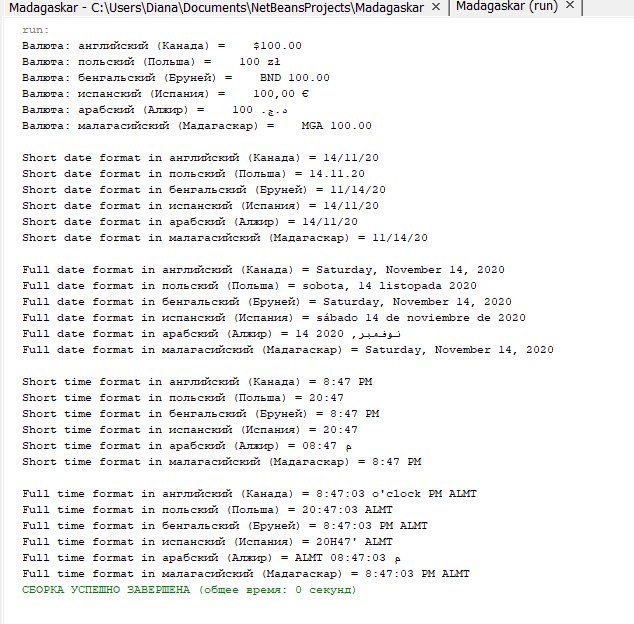 Madagaskar - C:\Users\Diana\Documents\NetBeansProjects\Madagaskar × Madagaskar (run) ×
run:
Валюта: английский (Канада) = $100.00
Валюта: польский (Польша) = 100 zł
Валюта: бенгальский (Бруней) = BND 100.00
Валюта: испанский (Испания) = 100,00 €
Валюта: арабский (Алжир) = د.ج. 100
Валюта: малагасийский (Мадагаскар) = MGA 100.00
Short date format in английский (Канада) = 14/11/20
Short date format in польский (Польша) = 14.11.20
Short date format in бенгальский (Бруней) = 11/14/20
Short date format in испанский (Испания) = 14/11/20
Short date format in арабский (Алжир) = 14/11/20
Short date format in малагасийский (Мадагаскар) = 11/14/20
Full date format in английский (Канада) = Saturday, November 14, 2020
Full date format in польский (Польша) = sobota, 14 listopada 2020
Full date format in бенгальский (Бруней) = Saturday, November 14, 2020
Full date format in испанский (Испания) = sábado 14 de noviembre de 2020
Full date format in арабский (Алжир) = 14 نوفمبر, 2020
Full date format in малагасийский (Мадагаскар) = Saturday, November 14, 2020
Short time format in английский (Канада) = 8:47 PM
Short time format in польский (Польша) = 20:47
Short time format in бенгальский (Бруней) = 8:47 PM
Short time format in испанский (Испания) = 20:47
Short time format in арабский (Алжир) = 08:47 م
Short time format in малагасийский (Мадагаскар) = 8:47 PM
Full time format in английский (Канада) = 8:47:03 o'clock PM ALMT
Full time format in польский (Польша) = 20:47:03 ALMT
Full time format in бенгальский (Бруней) = 8:47:03 PM ALMT
Full time format in испанский (Испания) = 20H47' ALMT
Full time format in арабский (Алжир) = ALMT 08:47:03 م
Full time format in малагасийский (Мадагаскар) = 8:47:03 PM ALMT
СБОРКА УСПЕШНО ЗАВЕРШЕНА (общее время: 0 секунд)